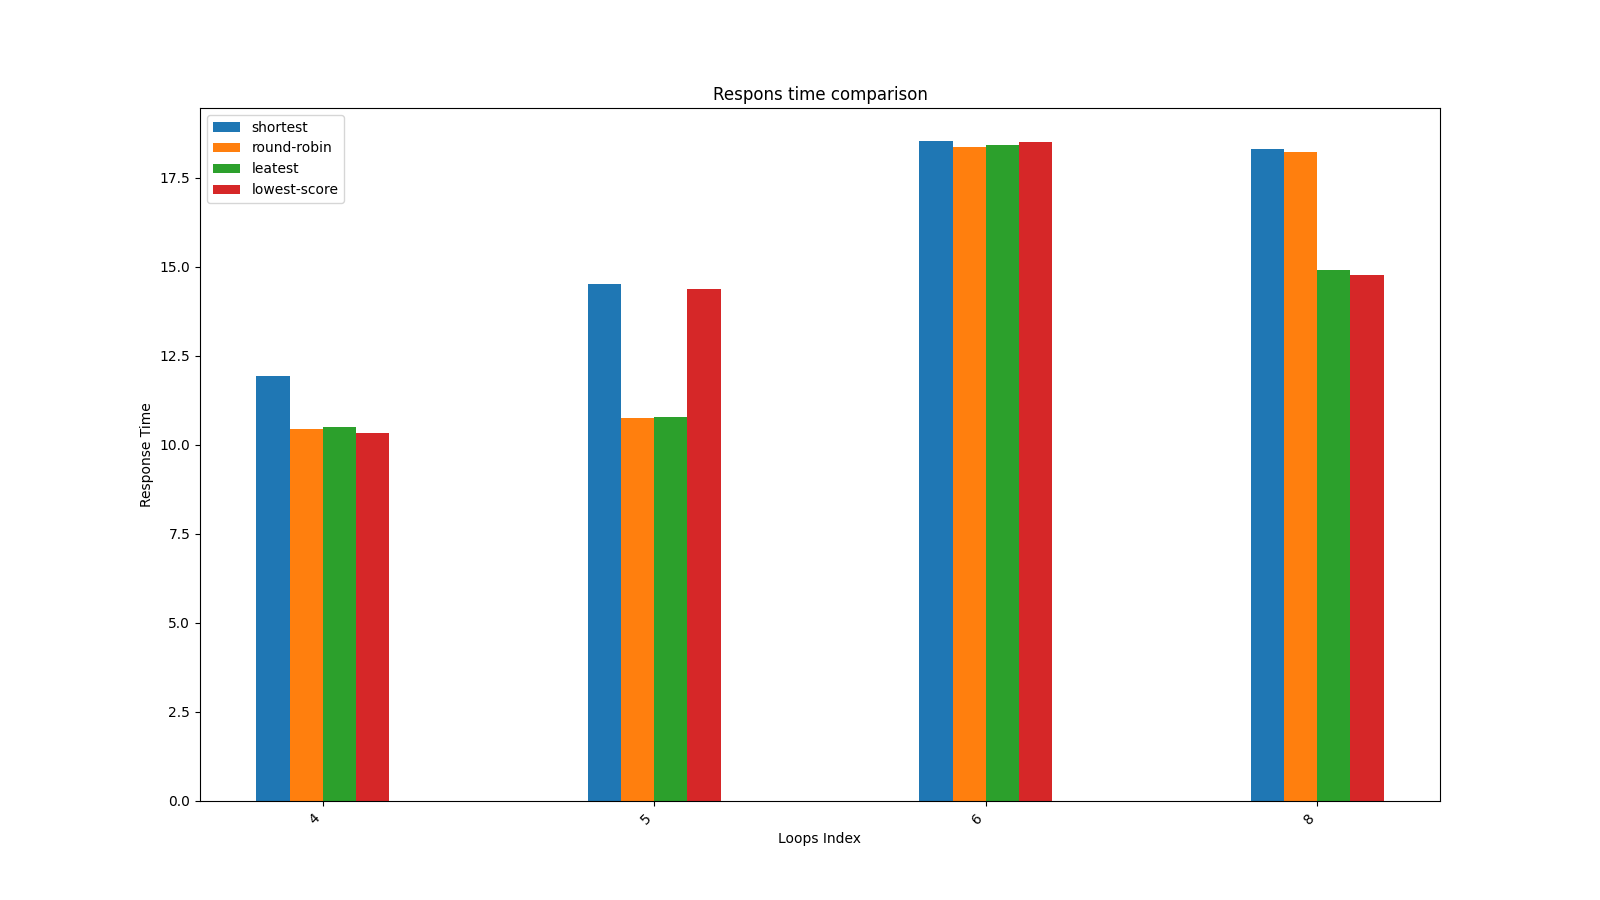 Respons time comparison
shortest
round-robin
leatest
lowest-score
17.5
15.0
12.5
10.0
7.5
5.0
2.5
0.0
Response Time
4
5
6
8
Loops Index